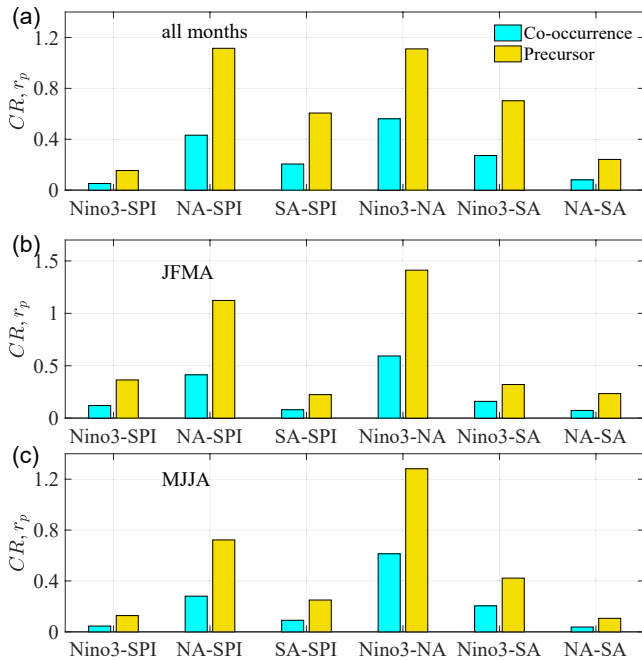 (a)
all months
Co-occurrence
Precursor
CR, r_p
1.2
0.8
0.4
0
Nino3-SPI NA-SPI SA-SPI Nino3-NA Nino3-SA NA-SA
(b)
JFMA
CR, r_p
1.5
1
0.5
0
Nino3-SPI NA-SPI SA-SPI Nino3-NA Nino3-SA NA-SA
(c)
MJJA
CR, r_p
1.2
0.8
0.4
0
Nino3-SPI NA-SPI SA-SPI Nino3-NA Nino3-SA NA-SA